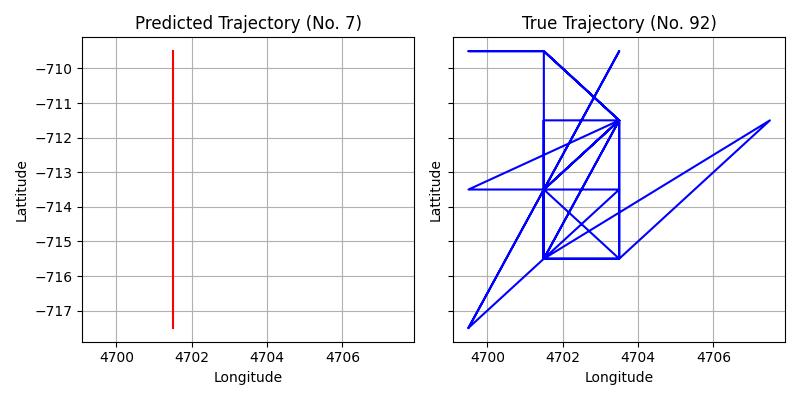 Predicted Trajectory (No. 7)
True Trajectory (No. 92)
−710
−711
−712
−713
−714
−715
−716
−717
Lattitude
Lattitude
4700 4702 4704 4706
4700 4702 4704 4706
Longitude
Longitude